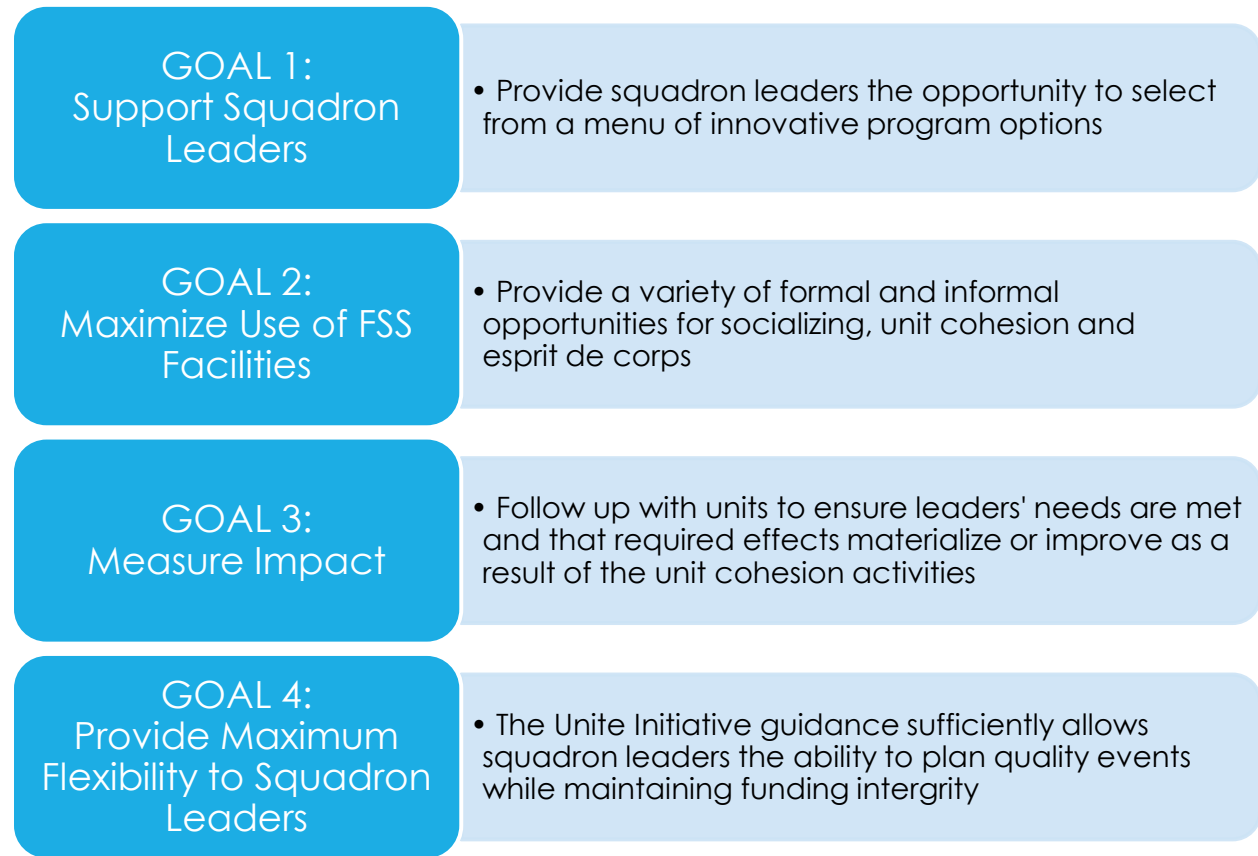 GOAL 1:
Support Squadron
Leaders
• Provide squadron leaders the opportunity to select
from a menu of innovative program options
GOAL 2:
Maximize Use of FSS
Facilities
• Provide a variety of formal and informal
opportunities for socializing, unit cohesion and
esprit de corps
GOAL 3:
Measure Impact
• Follow up with units to ensure leaders' needs are met
and that required effects materialize or improve as a
result of the unit cohesion activities
GOAL 4:
Provide Maximum
Flexibility to Squadron
Leaders
• The Unite Initiative guidance sufficiently allows
squadron leaders the ability to plan quality events
while maintaining funding intergrity